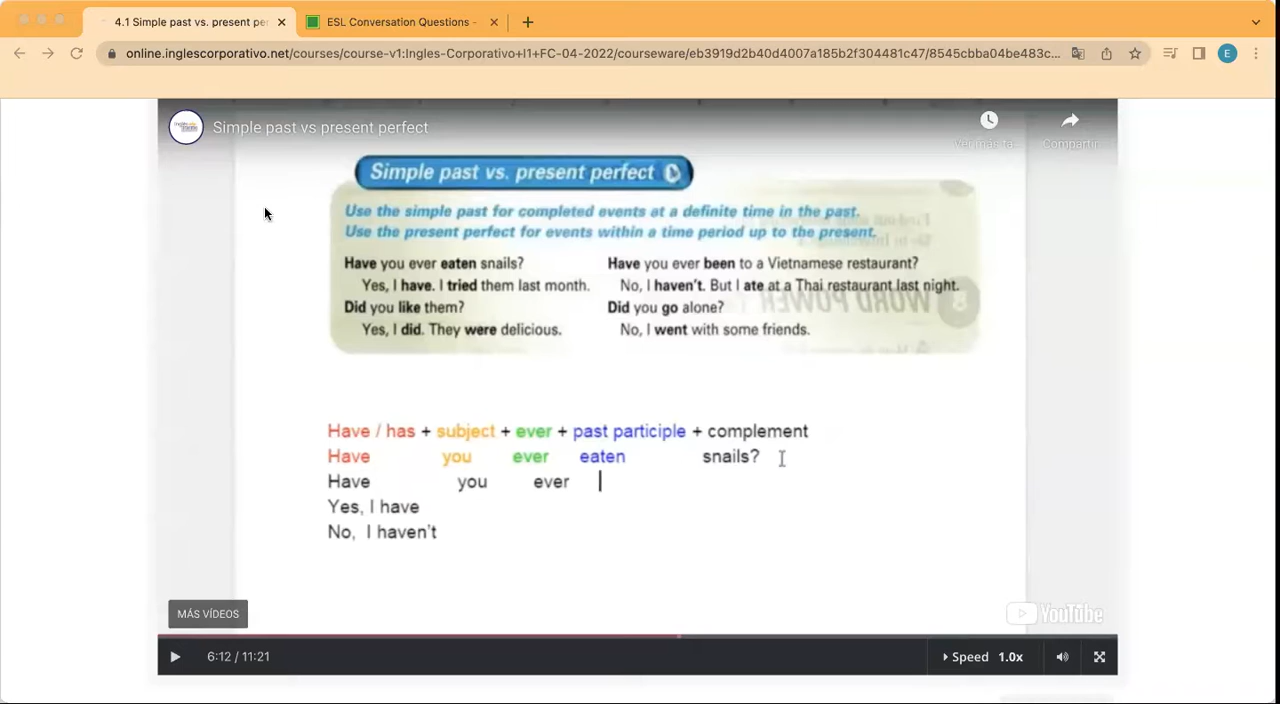 4.1 Simple past vs. present per
ESL Conversation Questions -
online.inglescorporativo.net/courses/course-v1:Ingles-Corporativo+I1+FC-04-2022/courseware/eb3919d2b40d4007a185b2f304481c47/8545cbba04be483c...
E
Simple past vs present perfect
Ver más ta...
Compartir
Simple past vs. present perfect
Use the simple past for completed events at a definite time in the past.
Use the present perfect for events within a time period up to the present.
Have you ever eaten snails?
Yes, I have. I tried them last month.
Did you like them?
Yes, I did. They were delicious.
Have you ever been to a Vietnamese restaurant?
No, I haven't. But I ate at a Thai restaurant last night.
Did you go alone?
No, I went with some friends.
WORD POWER
Have / has + subject + ever + past participle + complement
Have you ever eaten snails?
Have you ever
Yes, I have
No, I haven't
MÁS VÍDEOS
YouTube
6:12 / 11:21
Speed 1.0x